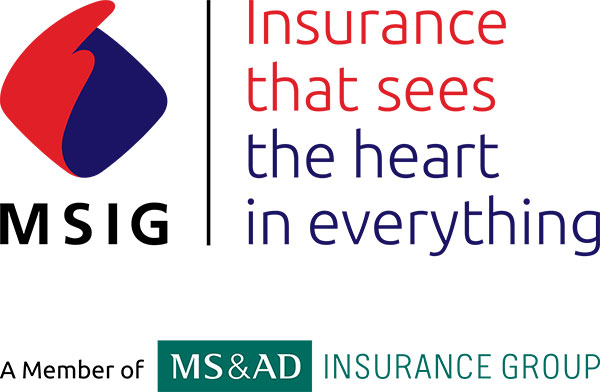 MSIG
Insurance
that sees
the heart
in everything
A Member of MS&AD INSURANCE GROUP